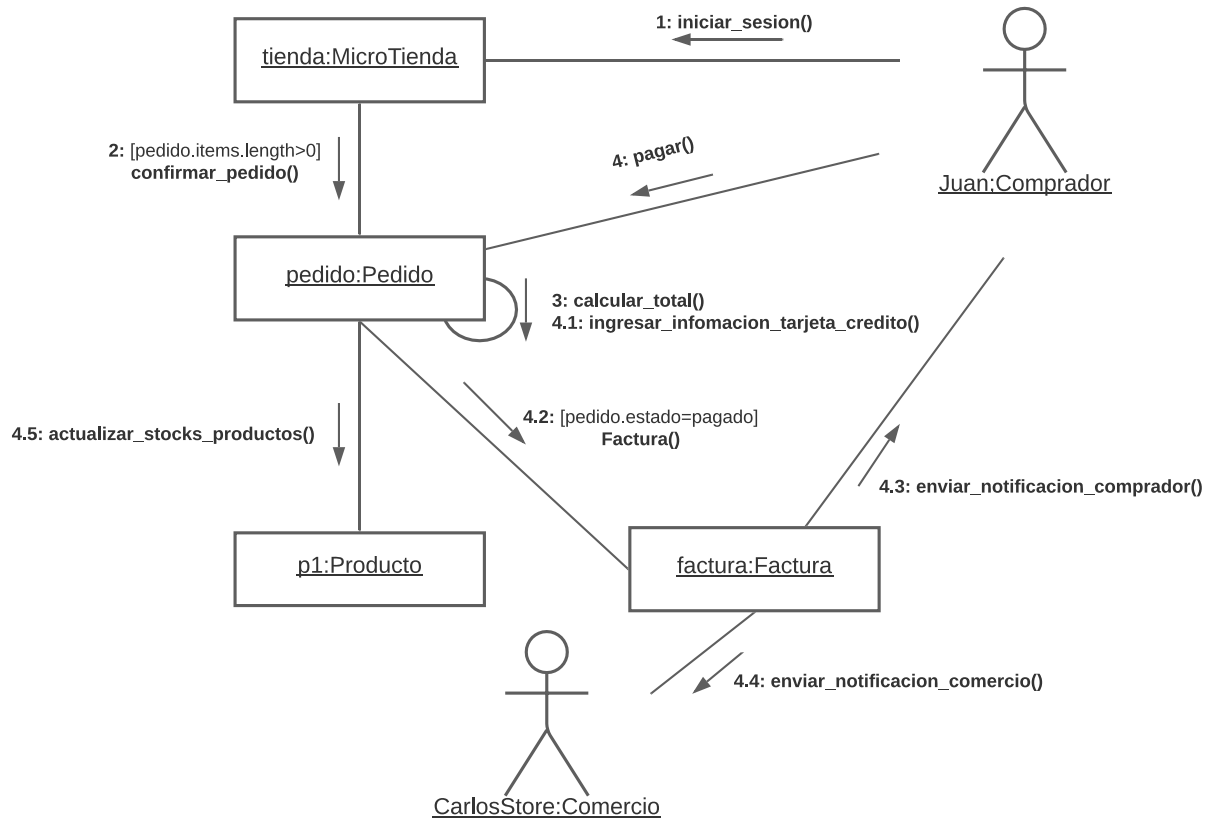 1: iniciar_sesion()
tienda:MicroTienda
2: [pedido.items.length>0]
confirmar_pedido()
4: pagar()
Juan:Comprador
pedido:Pedido
3: calcular_total()
4.1: ingresar_infomacion_tarjeta_credito()
4.2: [pedido.estado=pagado]
Factura()
4.5: actualizar_stocks_productos()
4.3: enviar_notificacion_comprador()
p1:Producto
factura:Factura
4.4: enviar_notificacion_comercio()
CarlosStore:Comercio